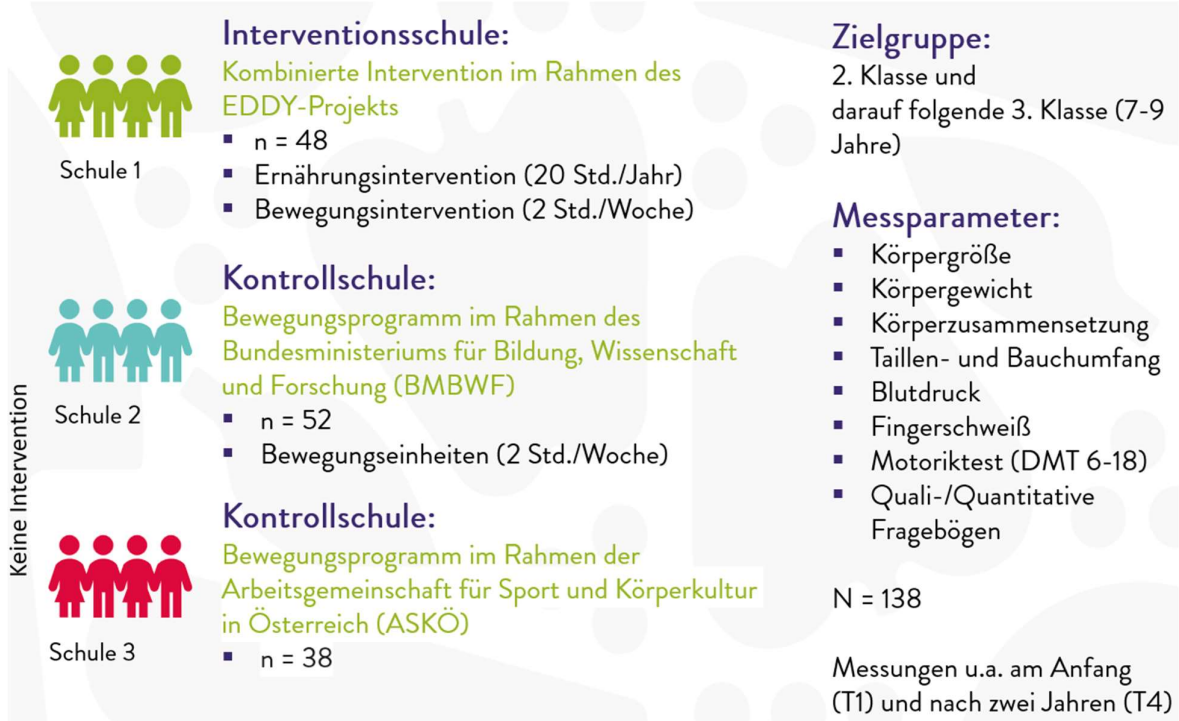 Interventionsschule:
Kombinierte Intervention im Rahmen des
EDDY-Projekts
▪ n = 48
▪ Ernährungsintervention (20 Std./Jahr)
▪ Bewegungsintervention (2 Std./Woche)
Schule 1
Kontrollschule:
Bewegungsprogramm im Rahmen des
Bundesministeriums für Bildung, Wissenschaft
und Forschung (BMBWF)
▪ n = 52
▪ Bewegungseinheiten (2 Std./Woche)
Schule 2
Keine Intervention
Kontrollschule:
Bewegungsprogramm im Rahmen der
Arbeitsgemeinschaft für Sport und Körperkultur
in Österreich (ASKÖ)
▪ n = 38
Schule 3
Zielgruppe:
2. Klasse und
darauf folgende 3. Klasse (7-9
Jahre)
Messparameter:
▪ Körpergröße
▪ Körpergewicht
▪ Körperzusammensetzung
▪ Taillen- und Bauchumfang
▪ Blutdruck
▪ Fingerschweiß
▪ Motoriktest (DMT 6-18)
▪ Quali-/Quantitative
Fragebögen
N = 138
Messungen u.a. am Anfang
(T1) und nach zwei Jahren (T4)